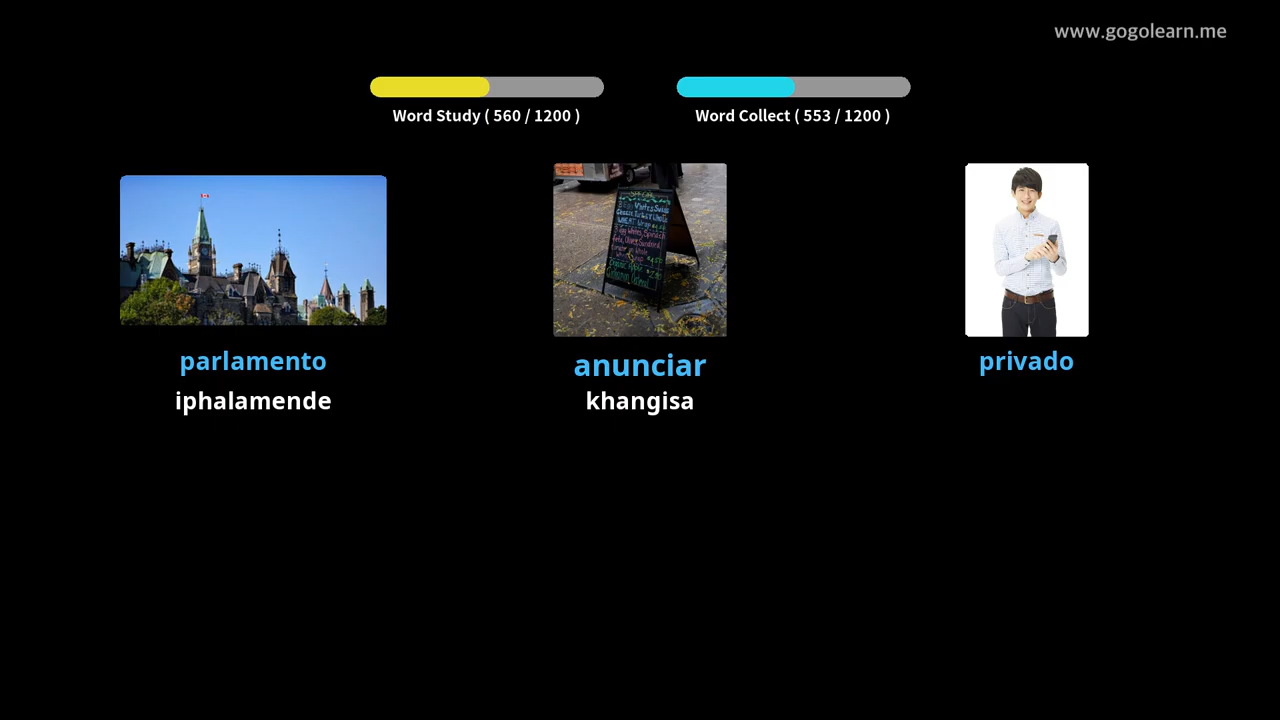 www.gogolearn.me
Word Study ( 560 / 1200 )
Word Collect ( 553 / 1200 )
parlamento
anunciar
privado
iphalamende
khangisa